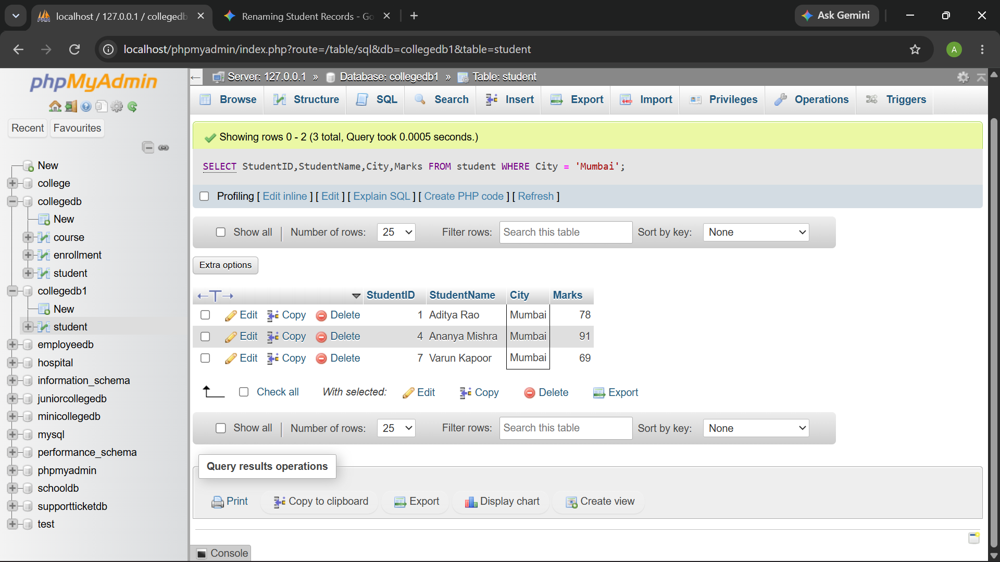 localhost / 127.0.0.1 / collegedb
Renaming Student Records - Go
Ask Gemini
localhost/phpmyadmin/index.php?route=/table/sql&db=collegedb1&table=student
A
phpMyAdmin
Recent
Favourites
New
college
collegedb
New
course
enrollment
student
collegedb1
New
student
employeedb
hospital
information_schema
juniorcollegedb
minicollegedb
mysql
performance_schema
phpmyadmin
schooldb
supportticketdb
test
Server: 127.0.0.1 » Database: collegedb1 » Table: student
Browse Structure SQL Search Insert Export Import Privileges Operations Triggers
Showing rows 0 - 2 (3 total, Query took 0.0005 seconds.)
SELECT StudentID,StudentName,City,Marks FROM student WHERE City = 'Mumbai';
Profiling [ Edit inline ] [ Edit ] [ Explain SQL ] [ Create PHP code ] [ Refresh ]
Show all Number of rows: 25 Filter rows: Search this table Sort by key: None
Extra options
←T→ StudentID StudentName City Marks
Edit Copy Delete 1 Aditya Rao Mumbai 78
Edit Copy Delete 4 Ananya Mishra Mumbai 91
Edit Copy Delete 7 Varun Kapoor Mumbai 69
Check all With selected: Edit Copy Delete Export
Show all Number of rows: 25 Filter rows: Search this table Sort by key: None
Query results operations
Print Copy to clipboard Export Display chart Create view
Console